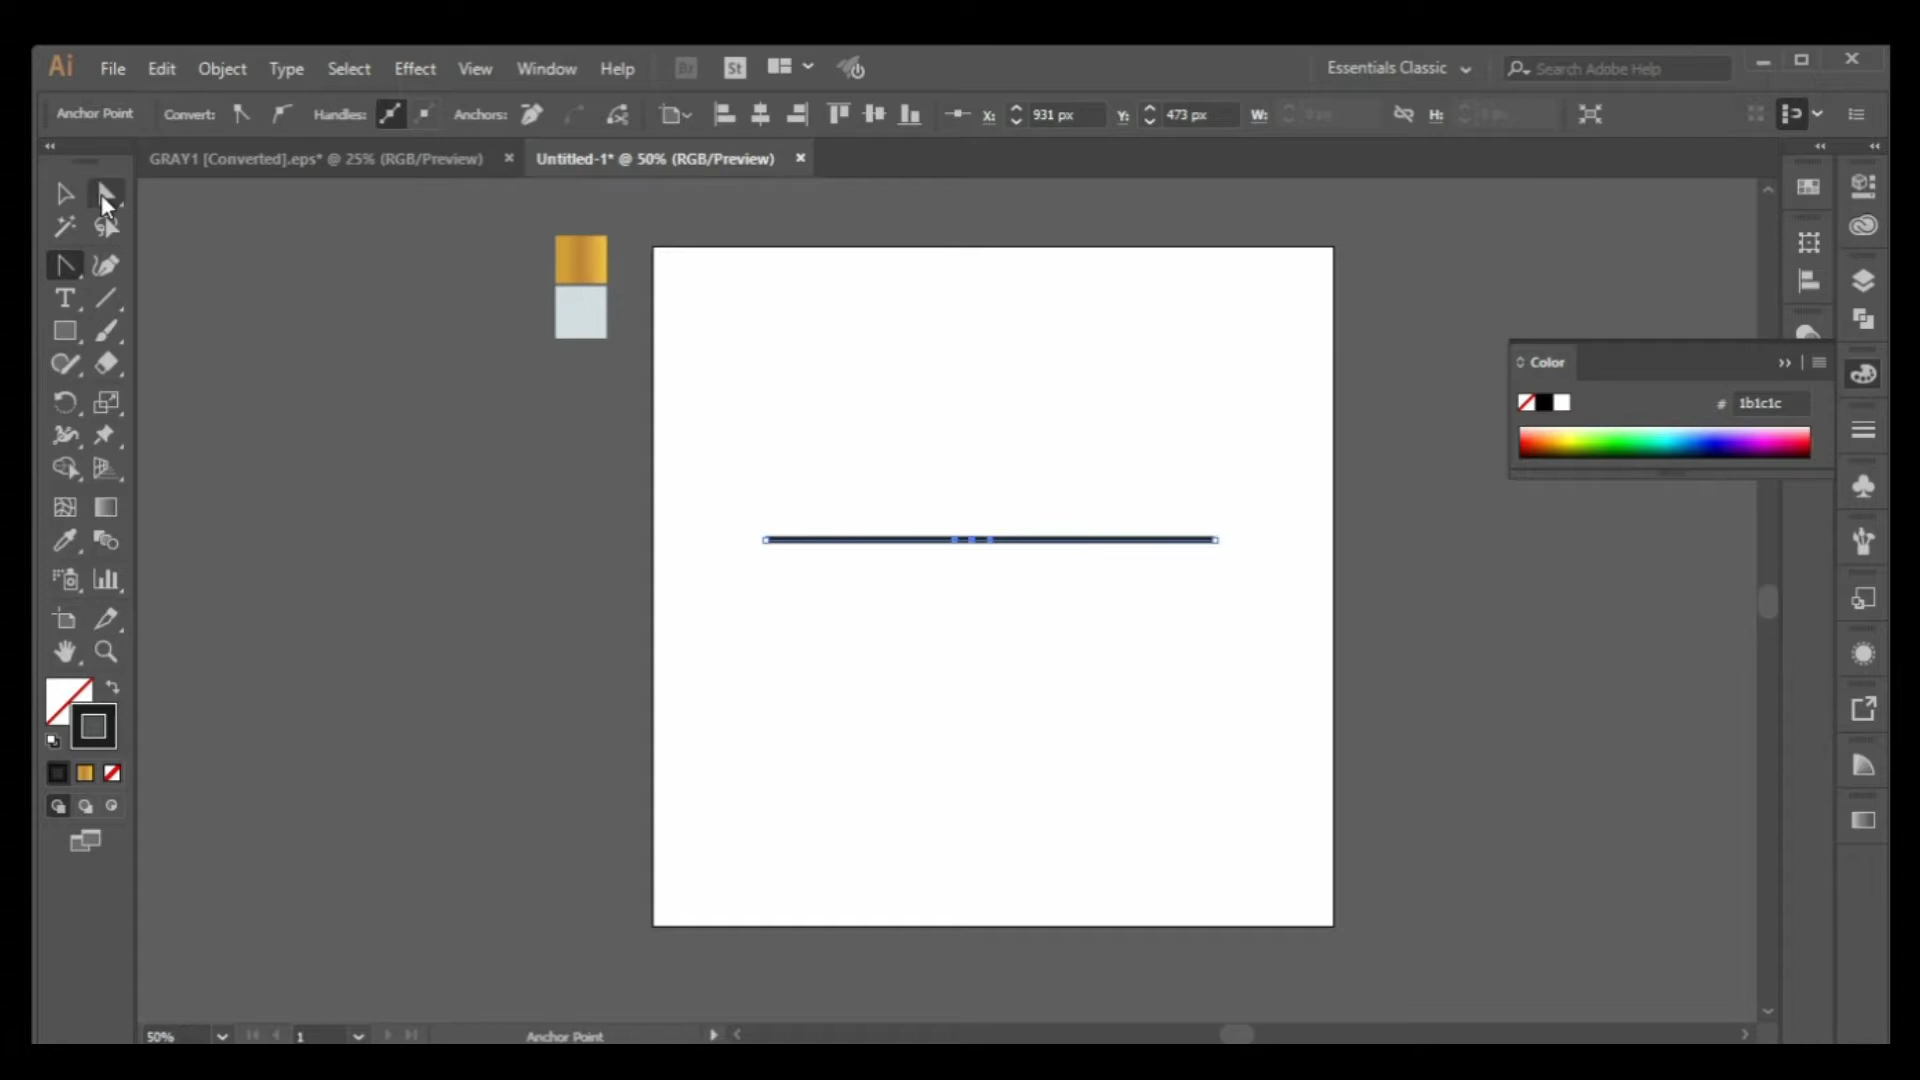 Ai File Edit Object Type Select Effect View Window Help Br St Essentials Classic Search Adobe Help
Anchor Point Convert: Handles: Anchors: X: 931 px Y: 473 px W: H:
GRAY1 [Converted].eps* @ 25% (RGB/Preview) × Untitled-1* @ 50% (RGB/Preview) ×
Color
# 1b1c1c
50% 1 Anchor Point